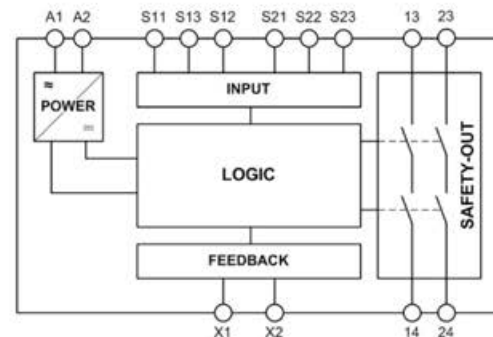 A1 A2 S11 S13 S12 S21 S22 S23 13 23
POWER
INPUT
LOGIC
SAFETY-OUT
FEEDBACK
X1 X2 14 24